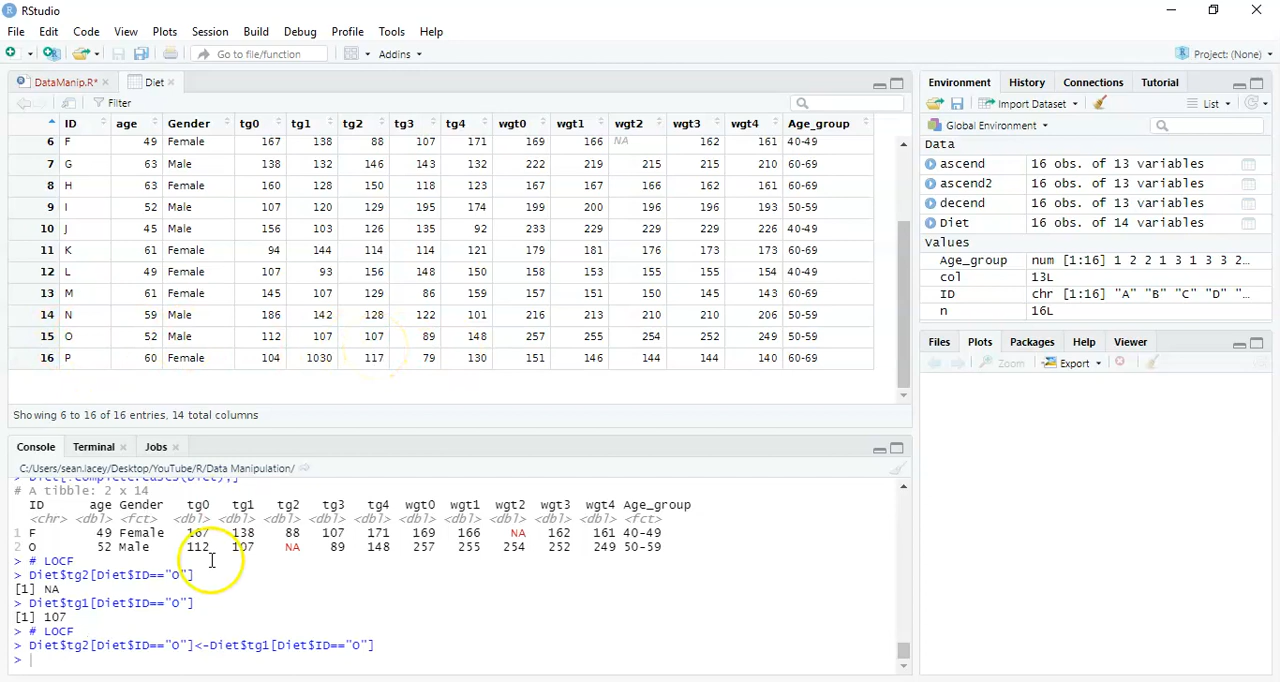 RStudio
File Edit Code View Plots Session Build Debug Profile Tools Help
Go to file/function Addins Project: (None)
DataManip.R* Diet
Filter
ID age Gender tg0 tg1 tg2 tg3 tg4 wgt0 wgt1 wgt2 wgt3 wgt4 Age_group
6 F 49 Female 167 138 88 107 171 169 166 NA 162 161 40-49
7 G 63 Male 138 132 146 143 132 222 219 215 215 210 60-69
8 H 63 Female 160 128 150 118 123 167 167 166 162 161 60-69
9 I 52 Male 107 120 129 195 174 199 200 196 196 193 50-59
10 J 45 Male 156 103 126 135 92 233 229 229 229 229 40-49
11 K 61 Female 94 144 114 114 121 179 181 176 173 173 60-69
12 L 49 Female 107 93 156 148 150 158 153 155 155 154 40-49
13 M 61 Female 145 107 129 86 159 157 151 150 145 143 60-69
14 N 59 Male 186 142 128 122 101 216 213 210 210 206 50-59
15 O 52 Male 112 107 107 89 148 257 255 254 252 249 50-59
16 P 60 Female 104 1030 117 79 130 151 146 144 144 140 60-69
Showing 6 to 16 of 16 entries, 14 total columns
Console Terminal Jobs
C:/Users/sean.lacey/Desktop/YouTube/R/Data Manipulation/
> Diet[!complete.cases(Diet),]
# A tibble: 2 x 14
ID age Gender tg0 tg1 tg2 tg3 tg4 wgt0 wgt1 wgt2 wgt3 wgt4 Age_group
<chr> <dbl> <fct> <dbl> <dbl> <dbl> <dbl> <dbl> <dbl> <dbl> <dbl> <dbl> <dbl> <fct>
1 F 49 Female 167 138 88 107 171 169 166 NA 162 161 40-49
2 O 52 Male 112 107 NA 89 148 257 255 254 252 249 50-59
> # LOCF
> Diet$tg2[Diet$ID=="O"]
[1] NA
> Diet$tg1[Diet$ID=="O"]
[1] 107
> # LOCF
> Diet$tg2[Diet$ID=="O"]<-Diet$tg1[Diet$ID=="O"]
>
Environment History Connections Tutorial
Import Dataset List
Global Environment
Data
ascend 16 obs. of 13 variables
ascend2 16 obs. of 13 variables
decend 16 obs. of 13 variables
Diet 16 obs. of 14 variables
Values
Age_group num [1:16] 1 2 2 1 3 1 3 3 2…
col 13L
ID chr [1:16] "A" "B" "C" "D" "…
n 16L
Files Plots Packages Help Viewer
Zoom Export